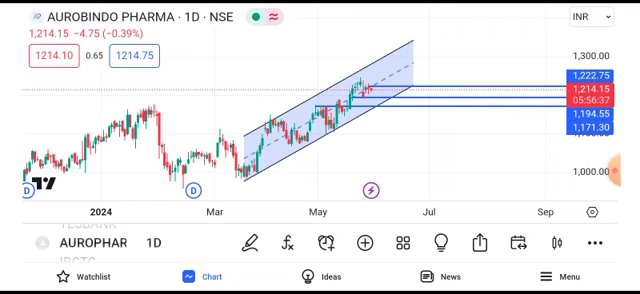 AUROBINDO PHARMA · 1D · NSE
INR
1,214.15 −4.75 (−0.39%)
1214.10 0.65 1214.75
1,300.00
1,222.75
1,214.15
05:56:37
1,194.55
1,171.30
1,000.00
D D
2024 Mar May Jul Sep
YESBANK
AUROPHAR 1D
IRCTC
Watchlist Chart Ideas News Menu